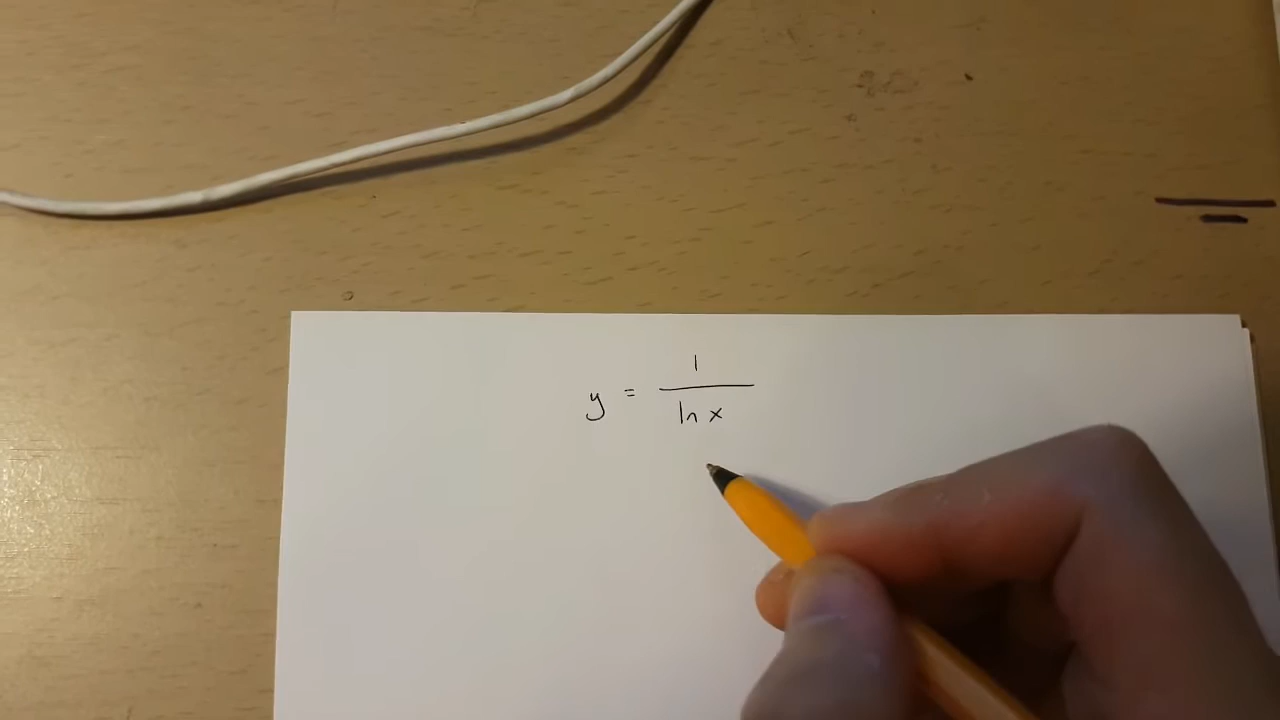 y = 1 / ln x